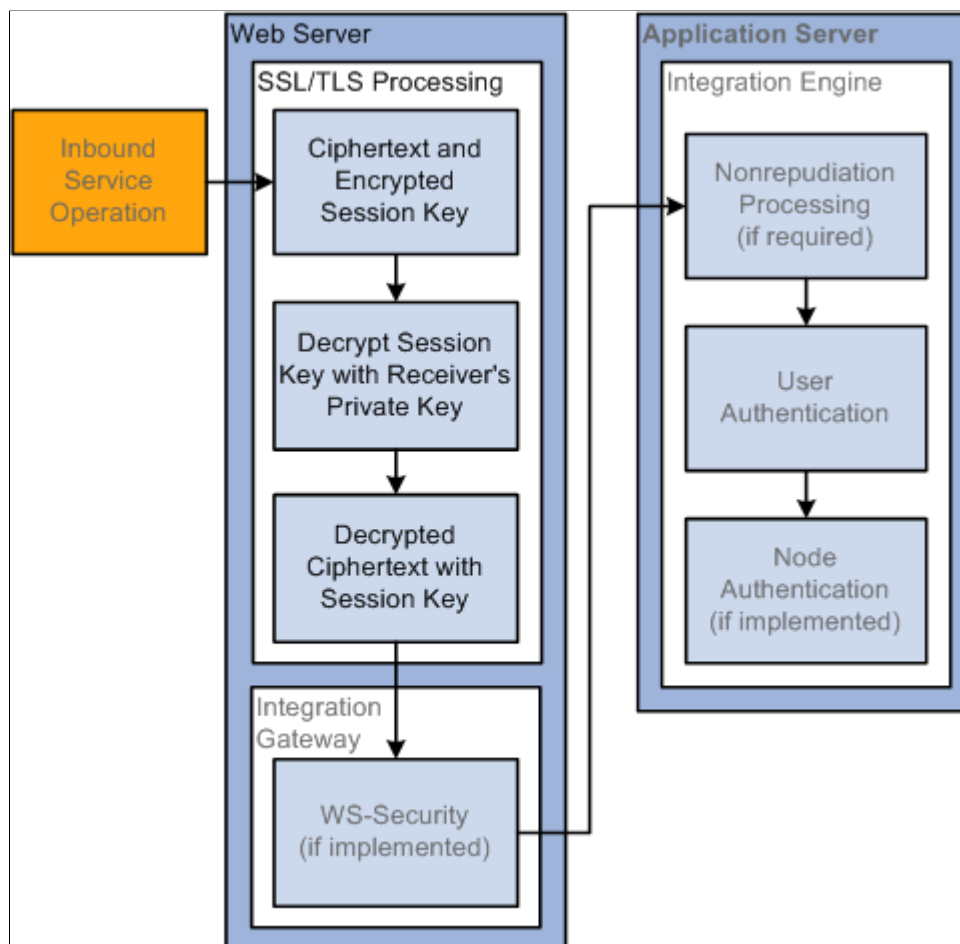 Web Server
SSL/TLS Processing
Inbound
Service
Operation
Ciphertext and
Encrypted
Session Key
Decrypt Session
Key with Receiver's
Private Key
Decrypted
Ciphertext with
Session Key
Integration
Gateway
WS-Security
(if implemented)
Application Server
Integration Engine
Nonrepudiation
Processing
(if required)
User
Authentication
Node
Authentication
(if implemented)